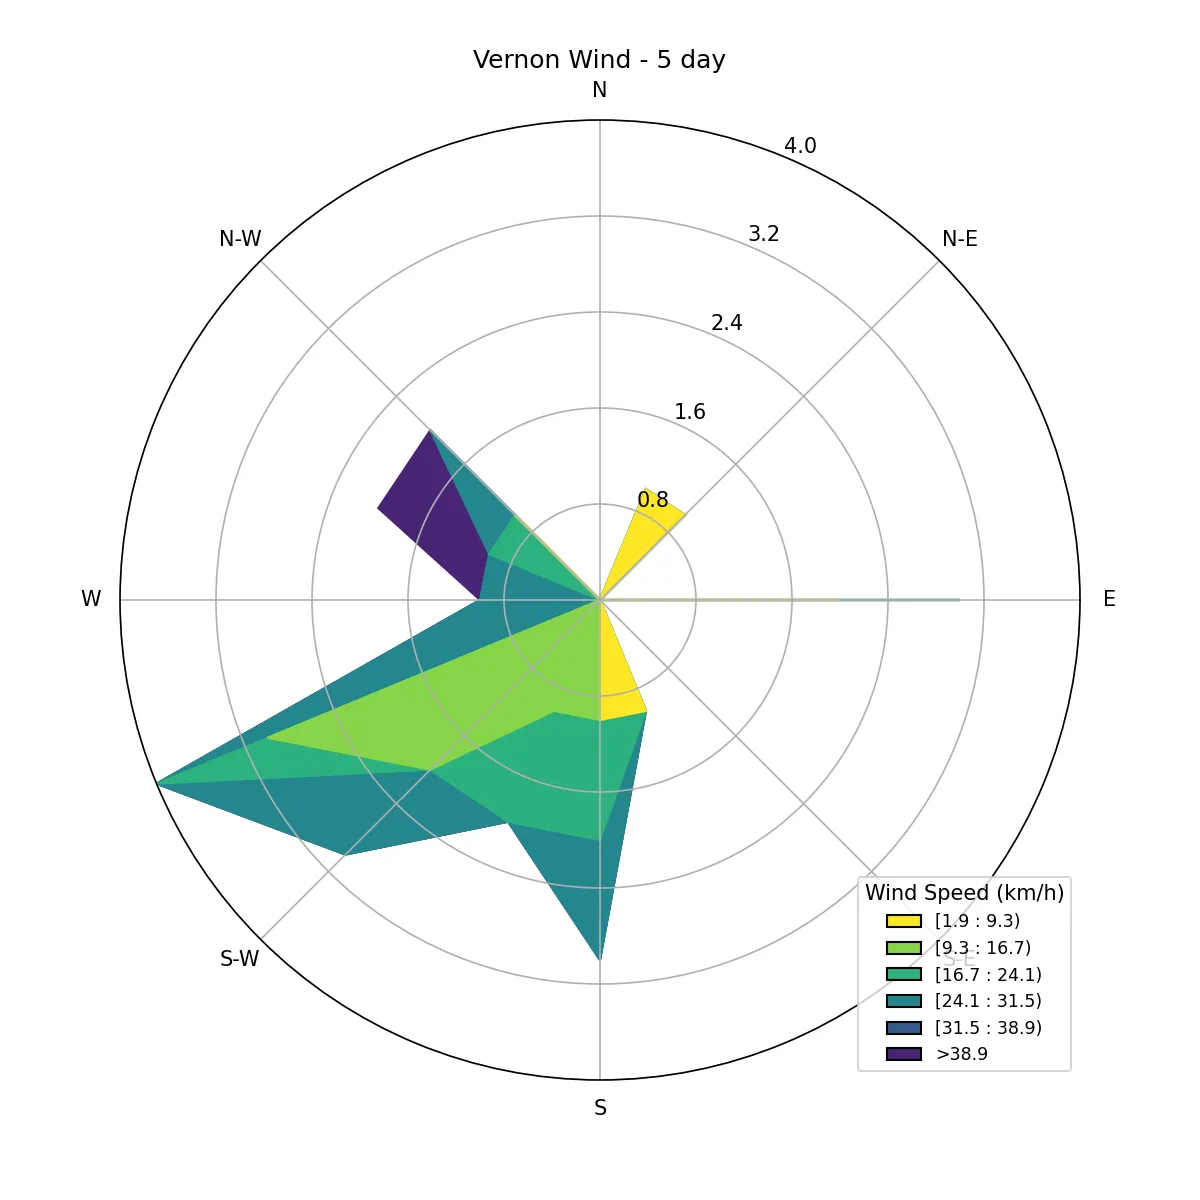 Vernon Wind - 5 day
N
4.0
3.2
N-W
N-E
2.4
1.6
0.8
W
E
Wind Speed (km/h)
[1.9 : 9.3)
[9.3 : 16.7)
S-W
S-E
[16.7 : 24.1)
[24.1 : 31.5)
[31.5 : 38.9)
>38.9
S